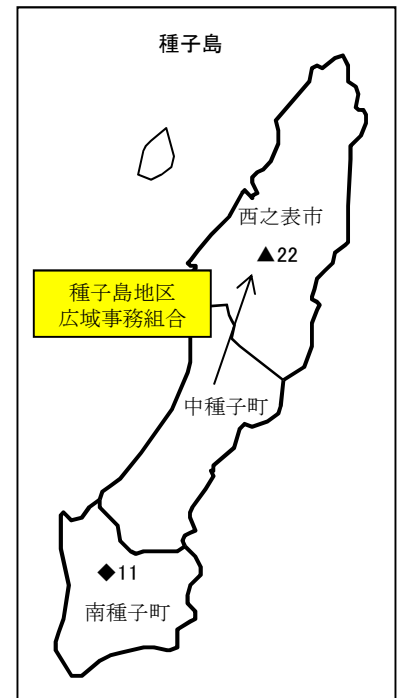 種子島
西之表市
▲22
種子島地区
広域事務組合
中種子町
◆11
南種子町